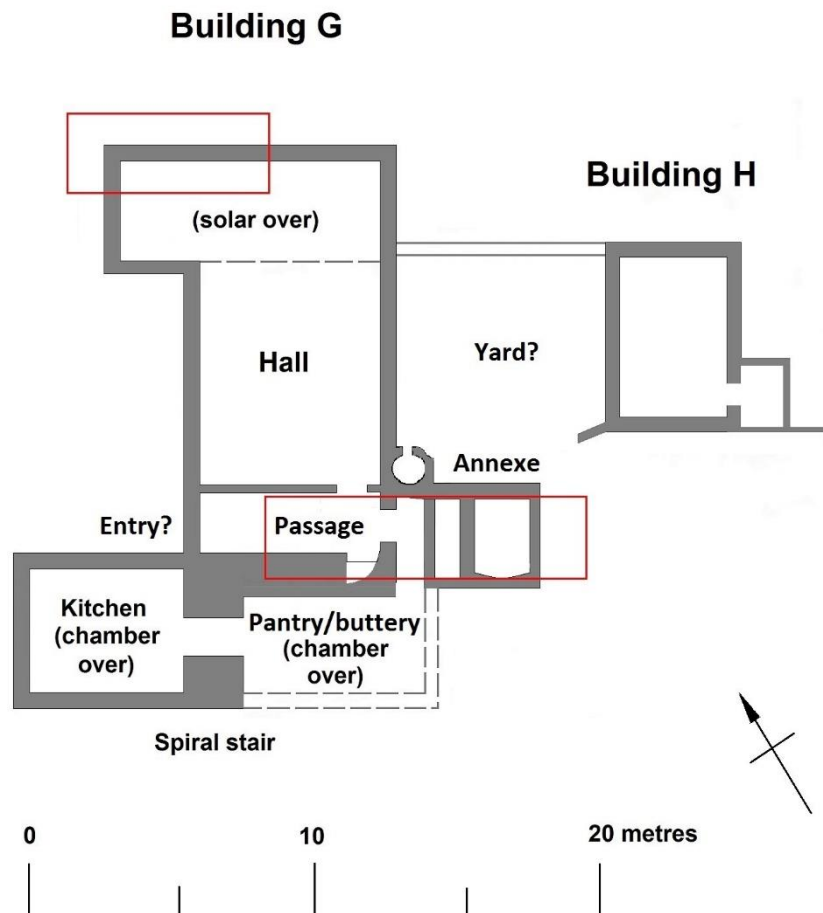 Building G
Building H
(solar over)
Hall
Yard?
Annexe
Entry?
Passage
Kitchen
(chamber
over)
Pantry/buttery
(chamber
over)
Spiral stair
0
10
20 metres